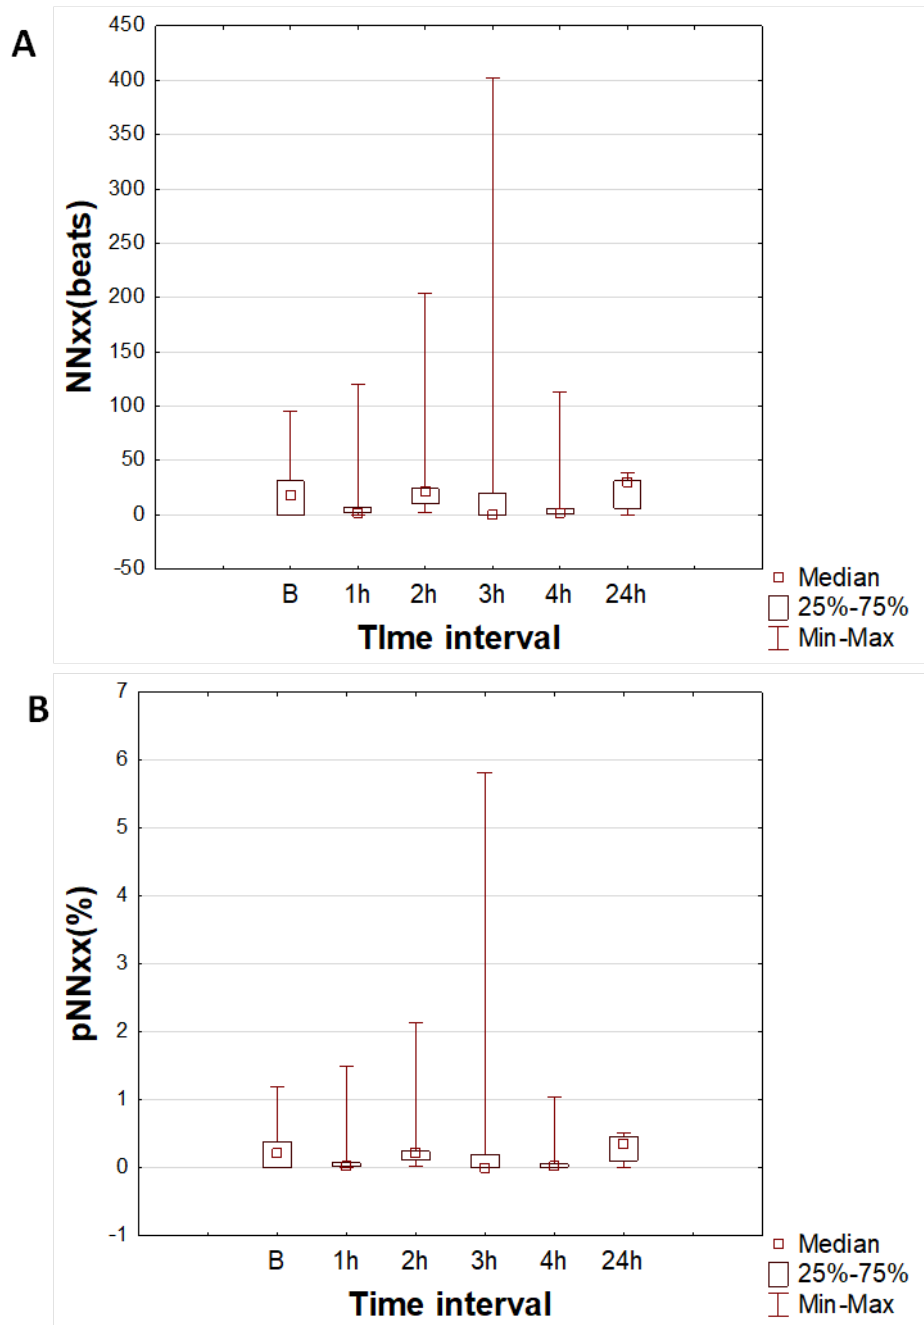 A
450
400
350
300
250
200
150
100
50
0
-50
NNxx(beats)
B 1h 2h 3h 4h 24h
TIme interval
Median
25%-75%
Min-Max
B
7
6
5
4
3
2
1
0
-1
pNNxx(%)
B 1h 2h 3h 4h 24h
Time interval
Median
25%-75%
Min-Max